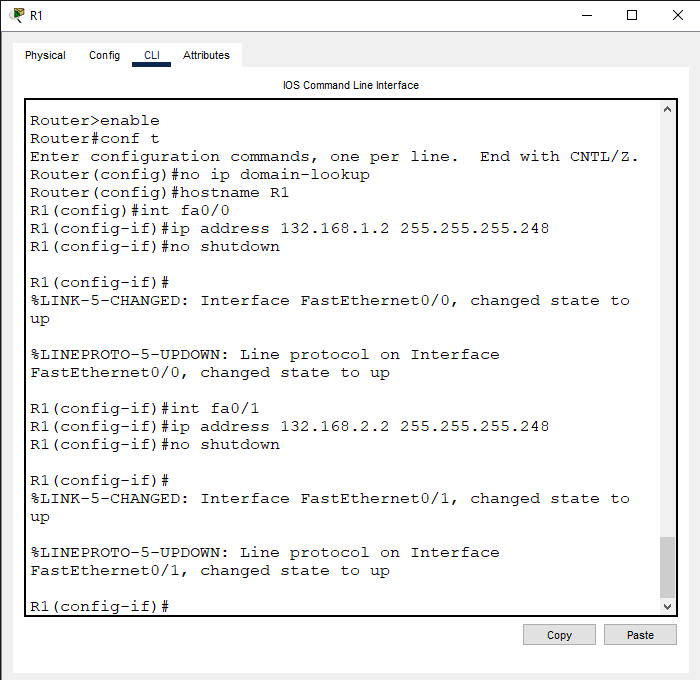 R1
Physical Config CLI Attributes
IOS Command Line Interface
Router>enable
Router#conf t
Enter configuration commands, one per line.  End with CNTL/Z.
Router(config)#no ip domain-lookup
Router(config)#hostname R1
R1(config)#int fa0/0
R1(config-if)#ip address 132.168.1.2 255.255.255.248
R1(config-if)#no shutdown
R1(config-if)#
%LINK-5-CHANGED: Interface FastEthernet0/0, changed state to
up
%LINEPROTO-5-UPDOWN: Line protocol on Interface
FastEthernet0/0, changed state to up
R1(config-if)#int fa0/1
R1(config-if)#ip address 132.168.2.2 255.255.255.248
R1(config-if)#no shutdown
R1(config-if)#
%LINK-5-CHANGED: Interface FastEthernet0/1, changed state to
up
%LINEPROTO-5-UPDOWN: Line protocol on Interface
FastEthernet0/1, changed state to up
R1(config-if)#
Copy Paste